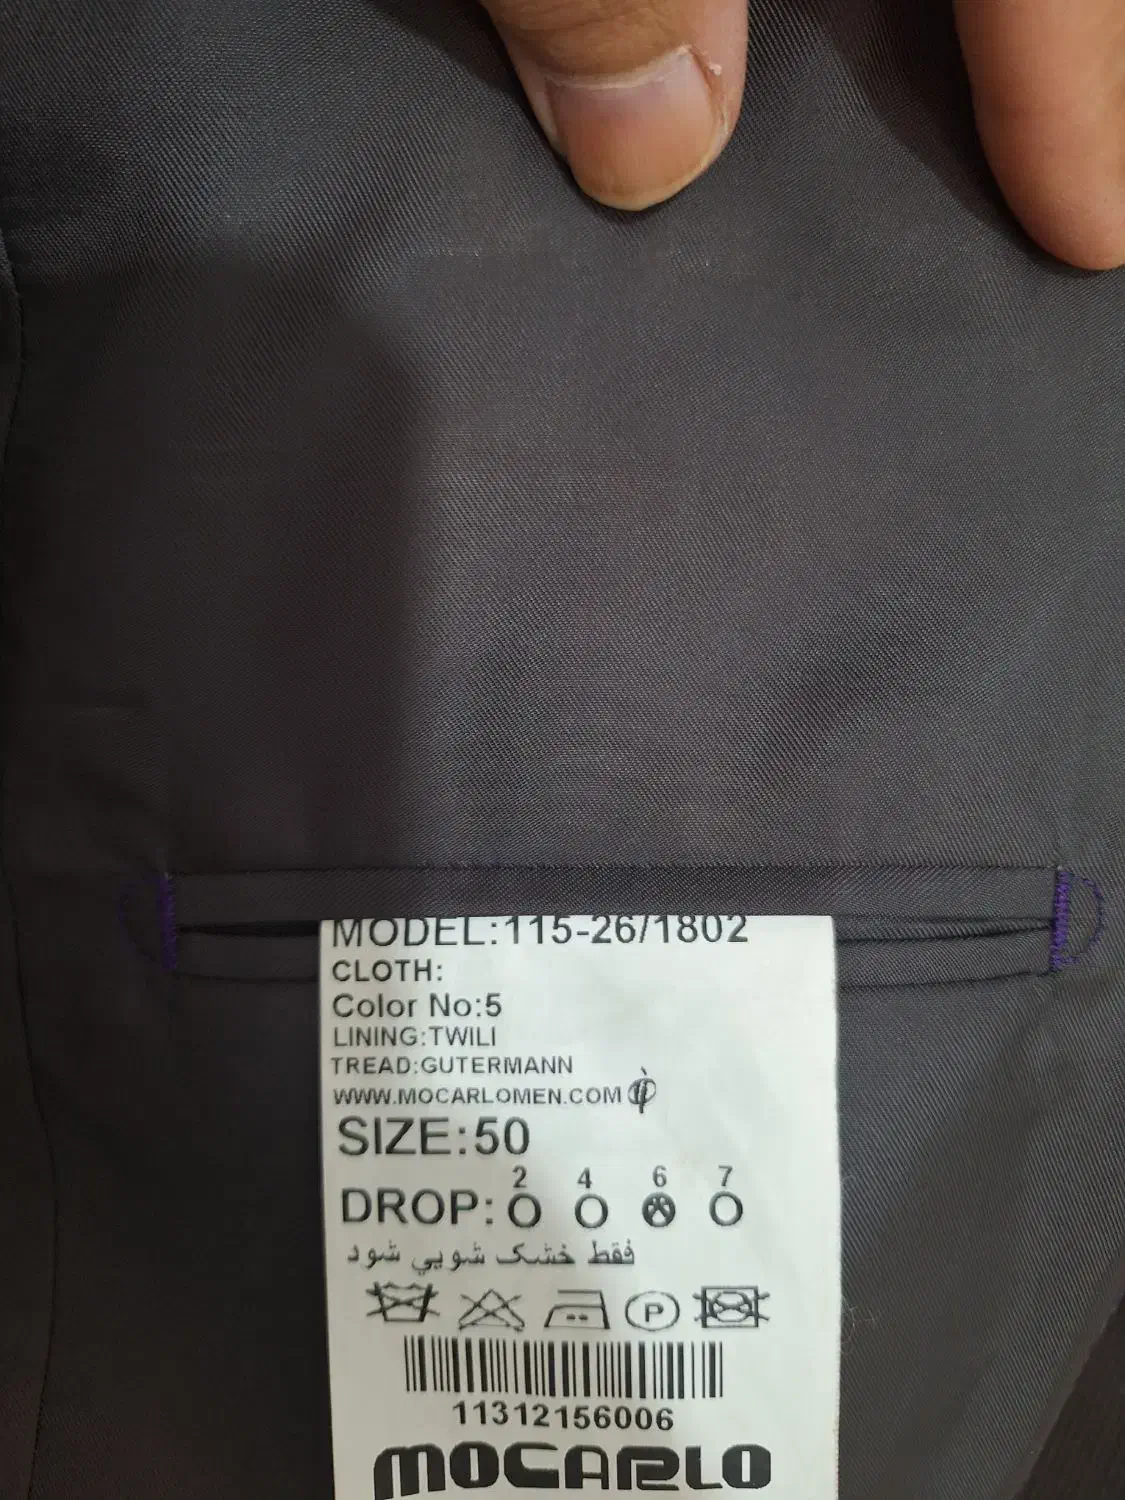 MODEL:115-26/1802
CLOTH:
Color No:5
LINING:TWILI
TREAD:GUTERMANN
WWW.MOCARLOMEN.COM
SIZE:50
2 4 6 7
DROP:
فقط خشک شويي شود
P
11312156006
MOCARLO